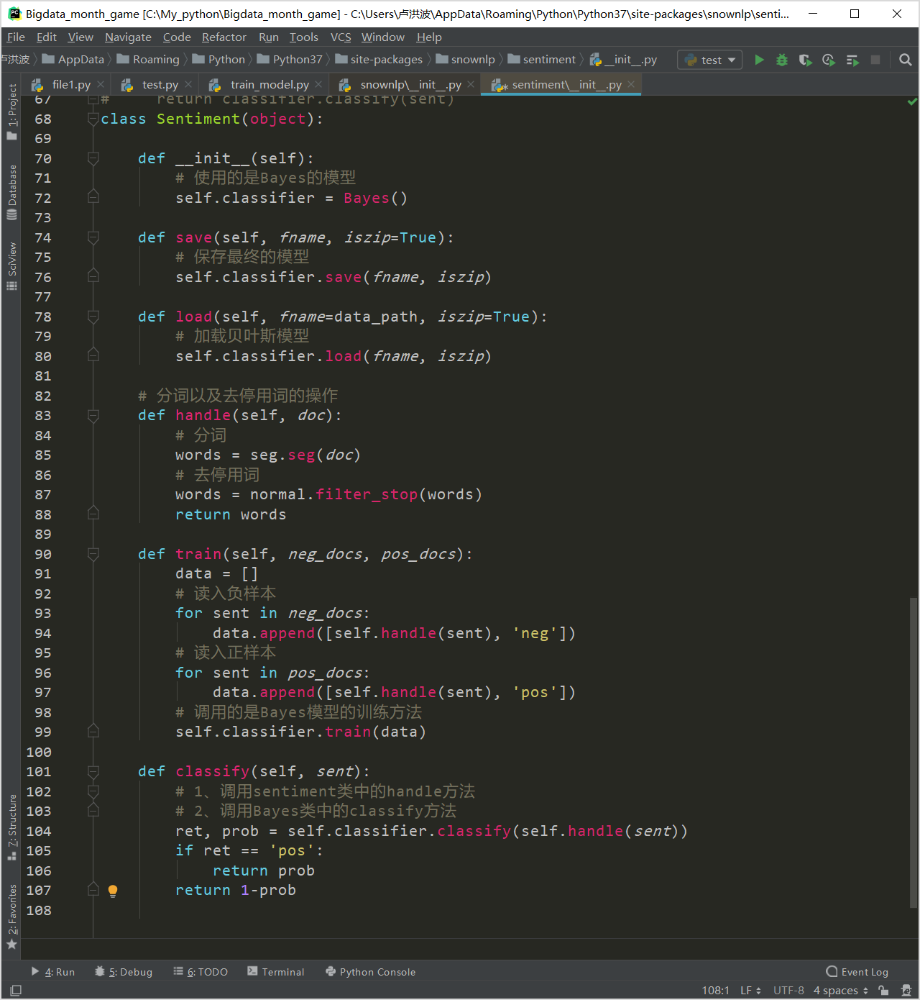 Bigdata_month_game [C:\My_python\Bigdata_month_game] - C:\Users\卢洪波\AppData\Roaming\Python\Python37\site-packages\snownlp\senti...
File Edit View Navigate Code Refactor Run Tools VCS Window Help
卢洪波 AppData Roaming Python Python37 site-packages snownlp sentiment __init__.py test
file1.py test.py train_model.py snownlp\__init__.py sentiment\__init__.py
1: Project
Database
SciView
7: Structure
2: Favorites
67 #     return classifier.classify(sent)
68 class Sentiment(object):
69
70     def __init__(self):
71         # 使用的是Bayes的模型
72         self.classifier = Bayes()
73
74     def save(self, fname, iszip=True):
75         # 保存最终的模型
76         self.classifier.save(fname, iszip)
77
78     def load(self, fname=data_path, iszip=True):
79         # 加载贝叶斯模型
80         self.classifier.load(fname, iszip)
81
82     # 分词以及去停用词的操作
83     def handle(self, doc):
84         # 分词
85         words = seg.seg(doc)
86         # 去停用词
87         words = normal.filter_stop(words)
88         return words
89
90     def train(self, neg_docs, pos_docs):
91         data = []
92         # 读入负样本
93         for sent in neg_docs:
94             data.append([self.handle(sent), 'neg'])
95         # 读入正样本
96         for sent in pos_docs:
97             data.append([self.handle(sent), 'pos'])
98         # 调用的是Bayes模型的训练方法
99         self.classifier.train(data)
100
101     def classify(self, sent):
102         # 1、调用sentiment类中的handle方法
103         # 2、调用Bayes类中的classify方法
104         ret, prob = self.classifier.classify(self.handle(sent))
105         if ret == 'pos':
106             return prob
107         return 1-prob
108
4: Run 5: Debug 6: TODO Terminal Python Console Event Log
108:1 LF UTF-8 4 spaces